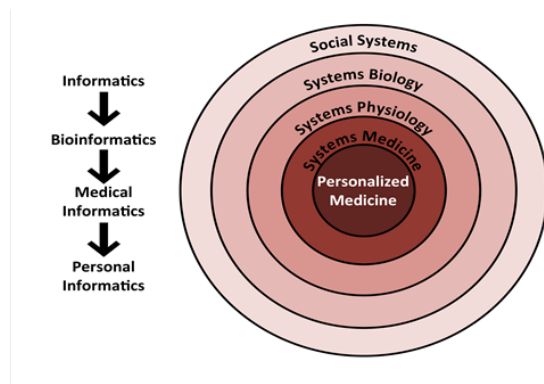 Informatics
Bioinformatics
Medical
Informatics
Personal
Informatics
Social Systems
Systems Biology
Systems Physiology
Systems Medicine
Personalized
Medicine